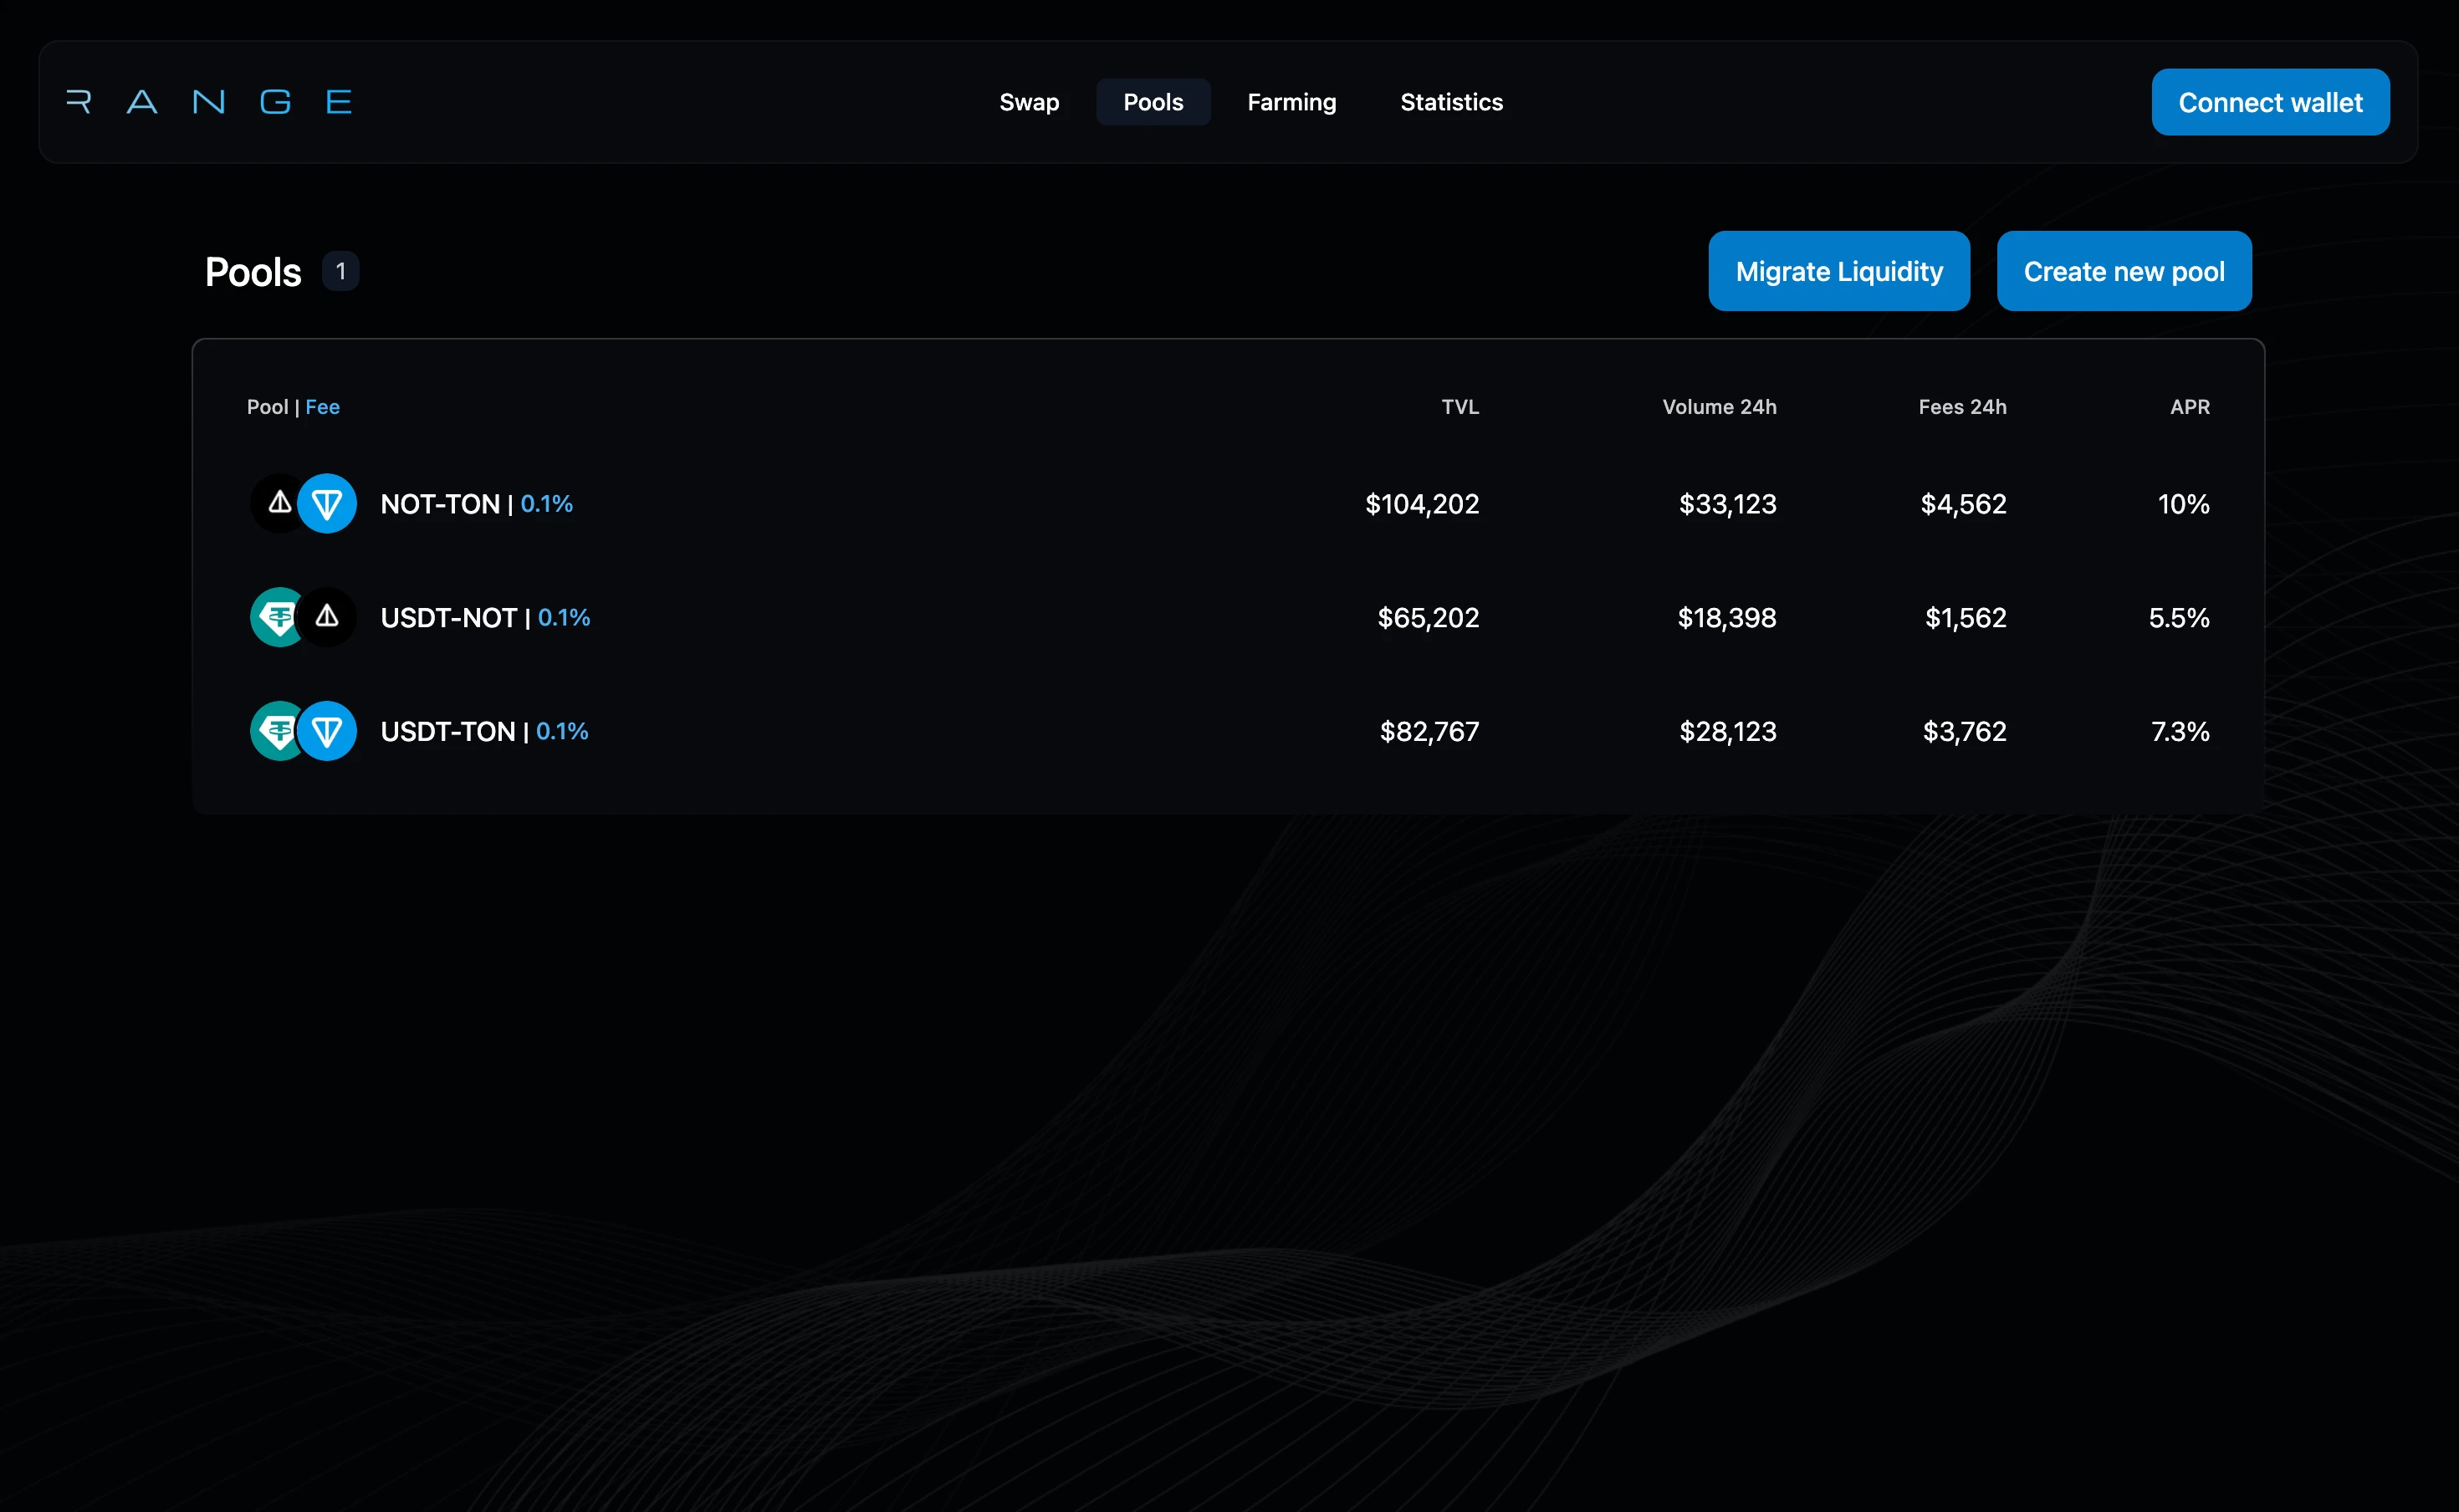 RANGE Swap Pools Farming Statistics Connect wallet
Pools 1 Migrate Liquidity Create new pool
Pool | Fee TVL Volume 24h Fees 24h APR
NOT-TON | 0.1% $104,202 $33,123 $4,562 10%
USDT-NOT | 0.1% $65,202 $18,398 $1,562 5.5%
USDT-TON | 0.1% $82,767 $28,123 $3,762 7.3%